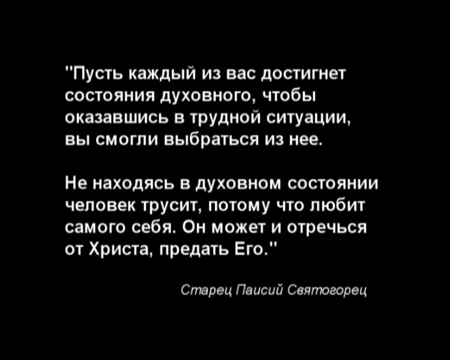 "Пусть каждый из вас достигнет
состояния духовного, чтобы
оказавшись в трудной ситуации,
вы смогли выбраться из нее.
Не находясь в духовном состоянии
человек трусит, потому что любит
самого себя. Он может и отречься
от Христа, предать Его."
Старец Паисий Святогорец